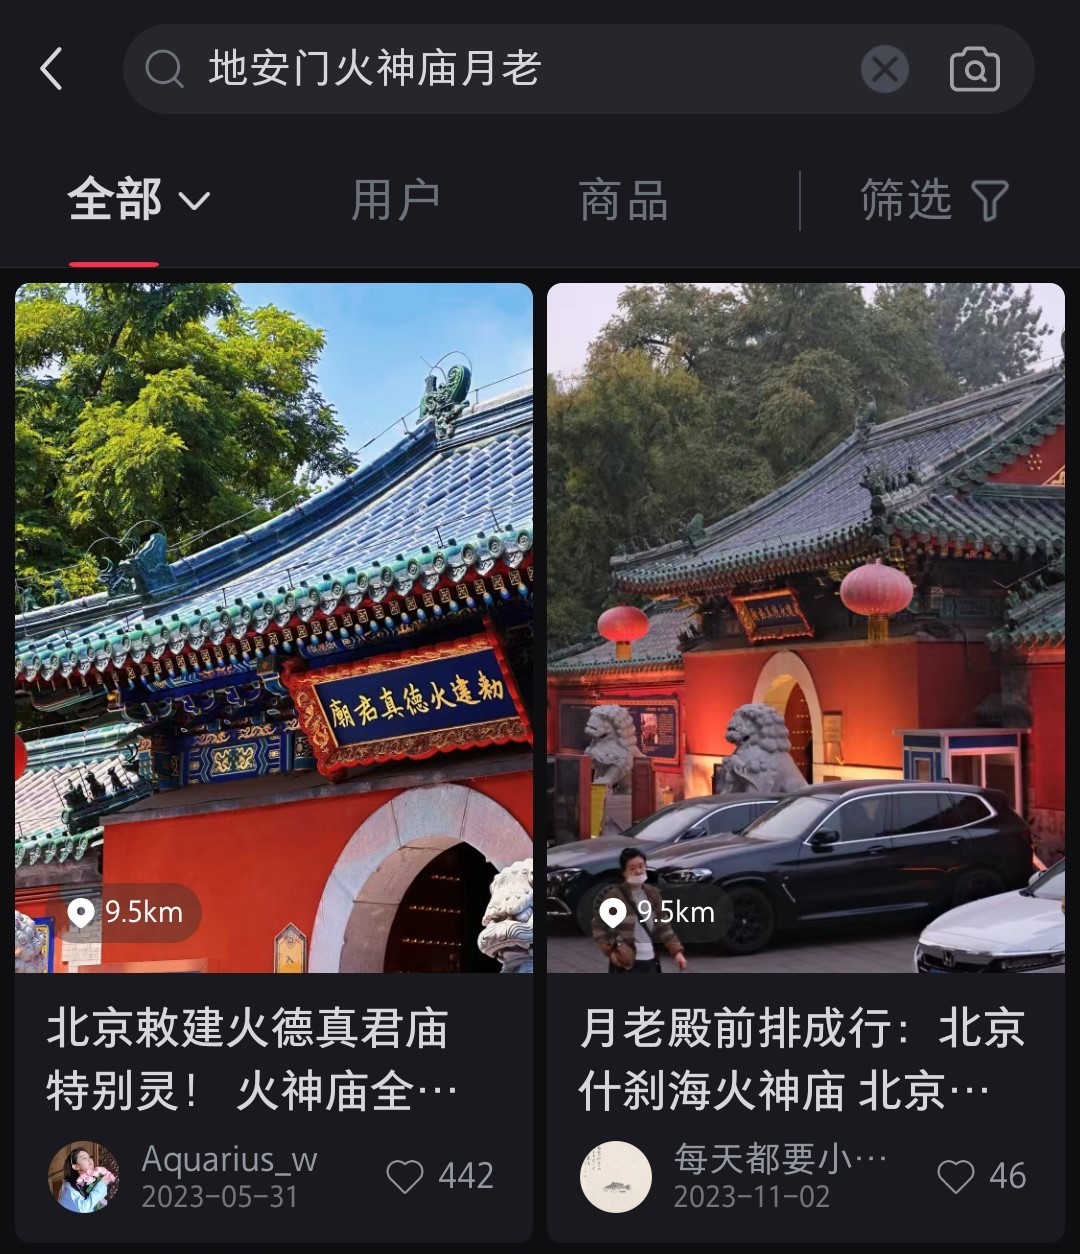 地安门火神庙月老
全部
用户
商品
筛选
廟君真德火建勅
9.5km
9.5km
北京敕建火德真君庙
特别灵！ 火神庙全…
月老殿前排成行：北京
什刹海火神庙 北京…
Aquarius_w
2023-05-31
442
每天都要小…
2023-11-02
46